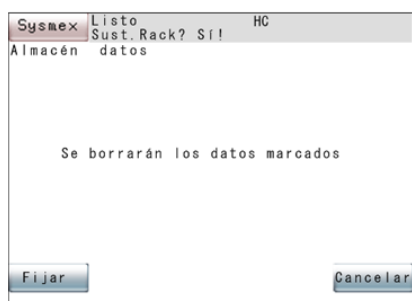 Sysmex
Listo HC
Sust.Rack? Sí!
Almacén datos
Se borrarán los datos marcados
Fijar
Cancelar